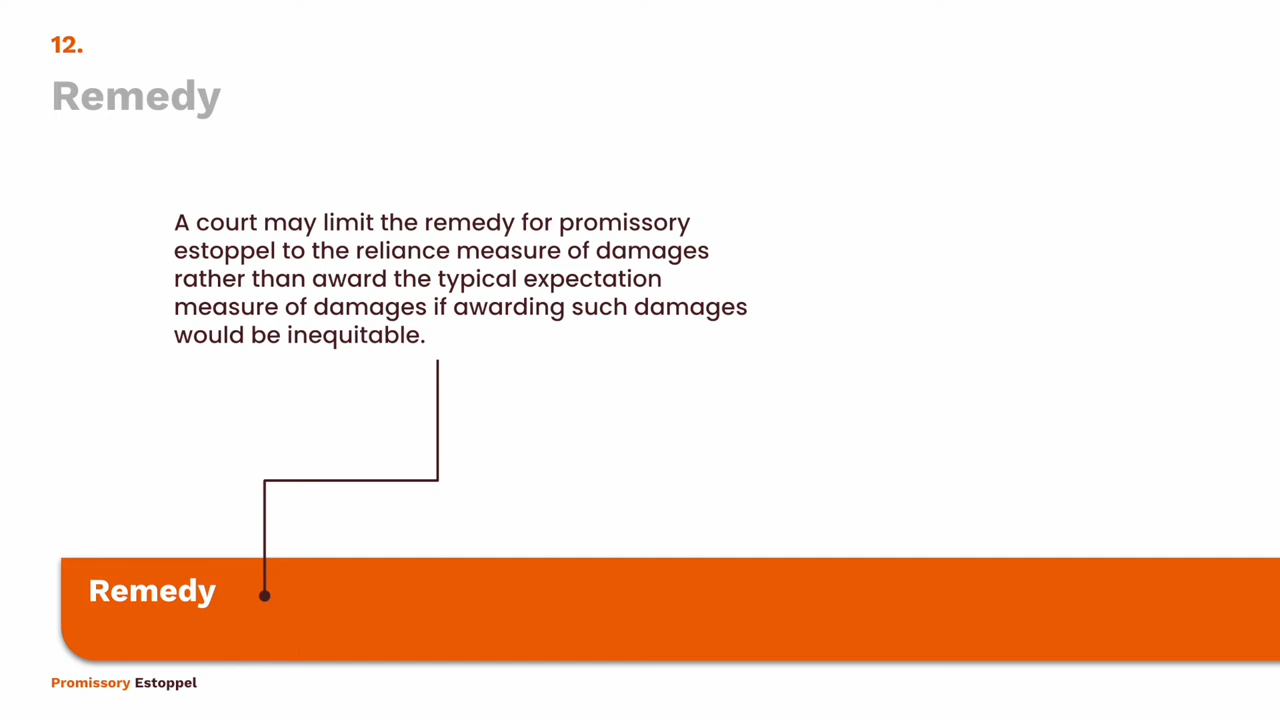 12.
Remedy
A court may limit the remedy for promissory
estoppel to the reliance measure of damages
rather than award the typical expectation
measure of damages if awarding such damages
would be inequitable.
Remedy
Promissory Estoppel